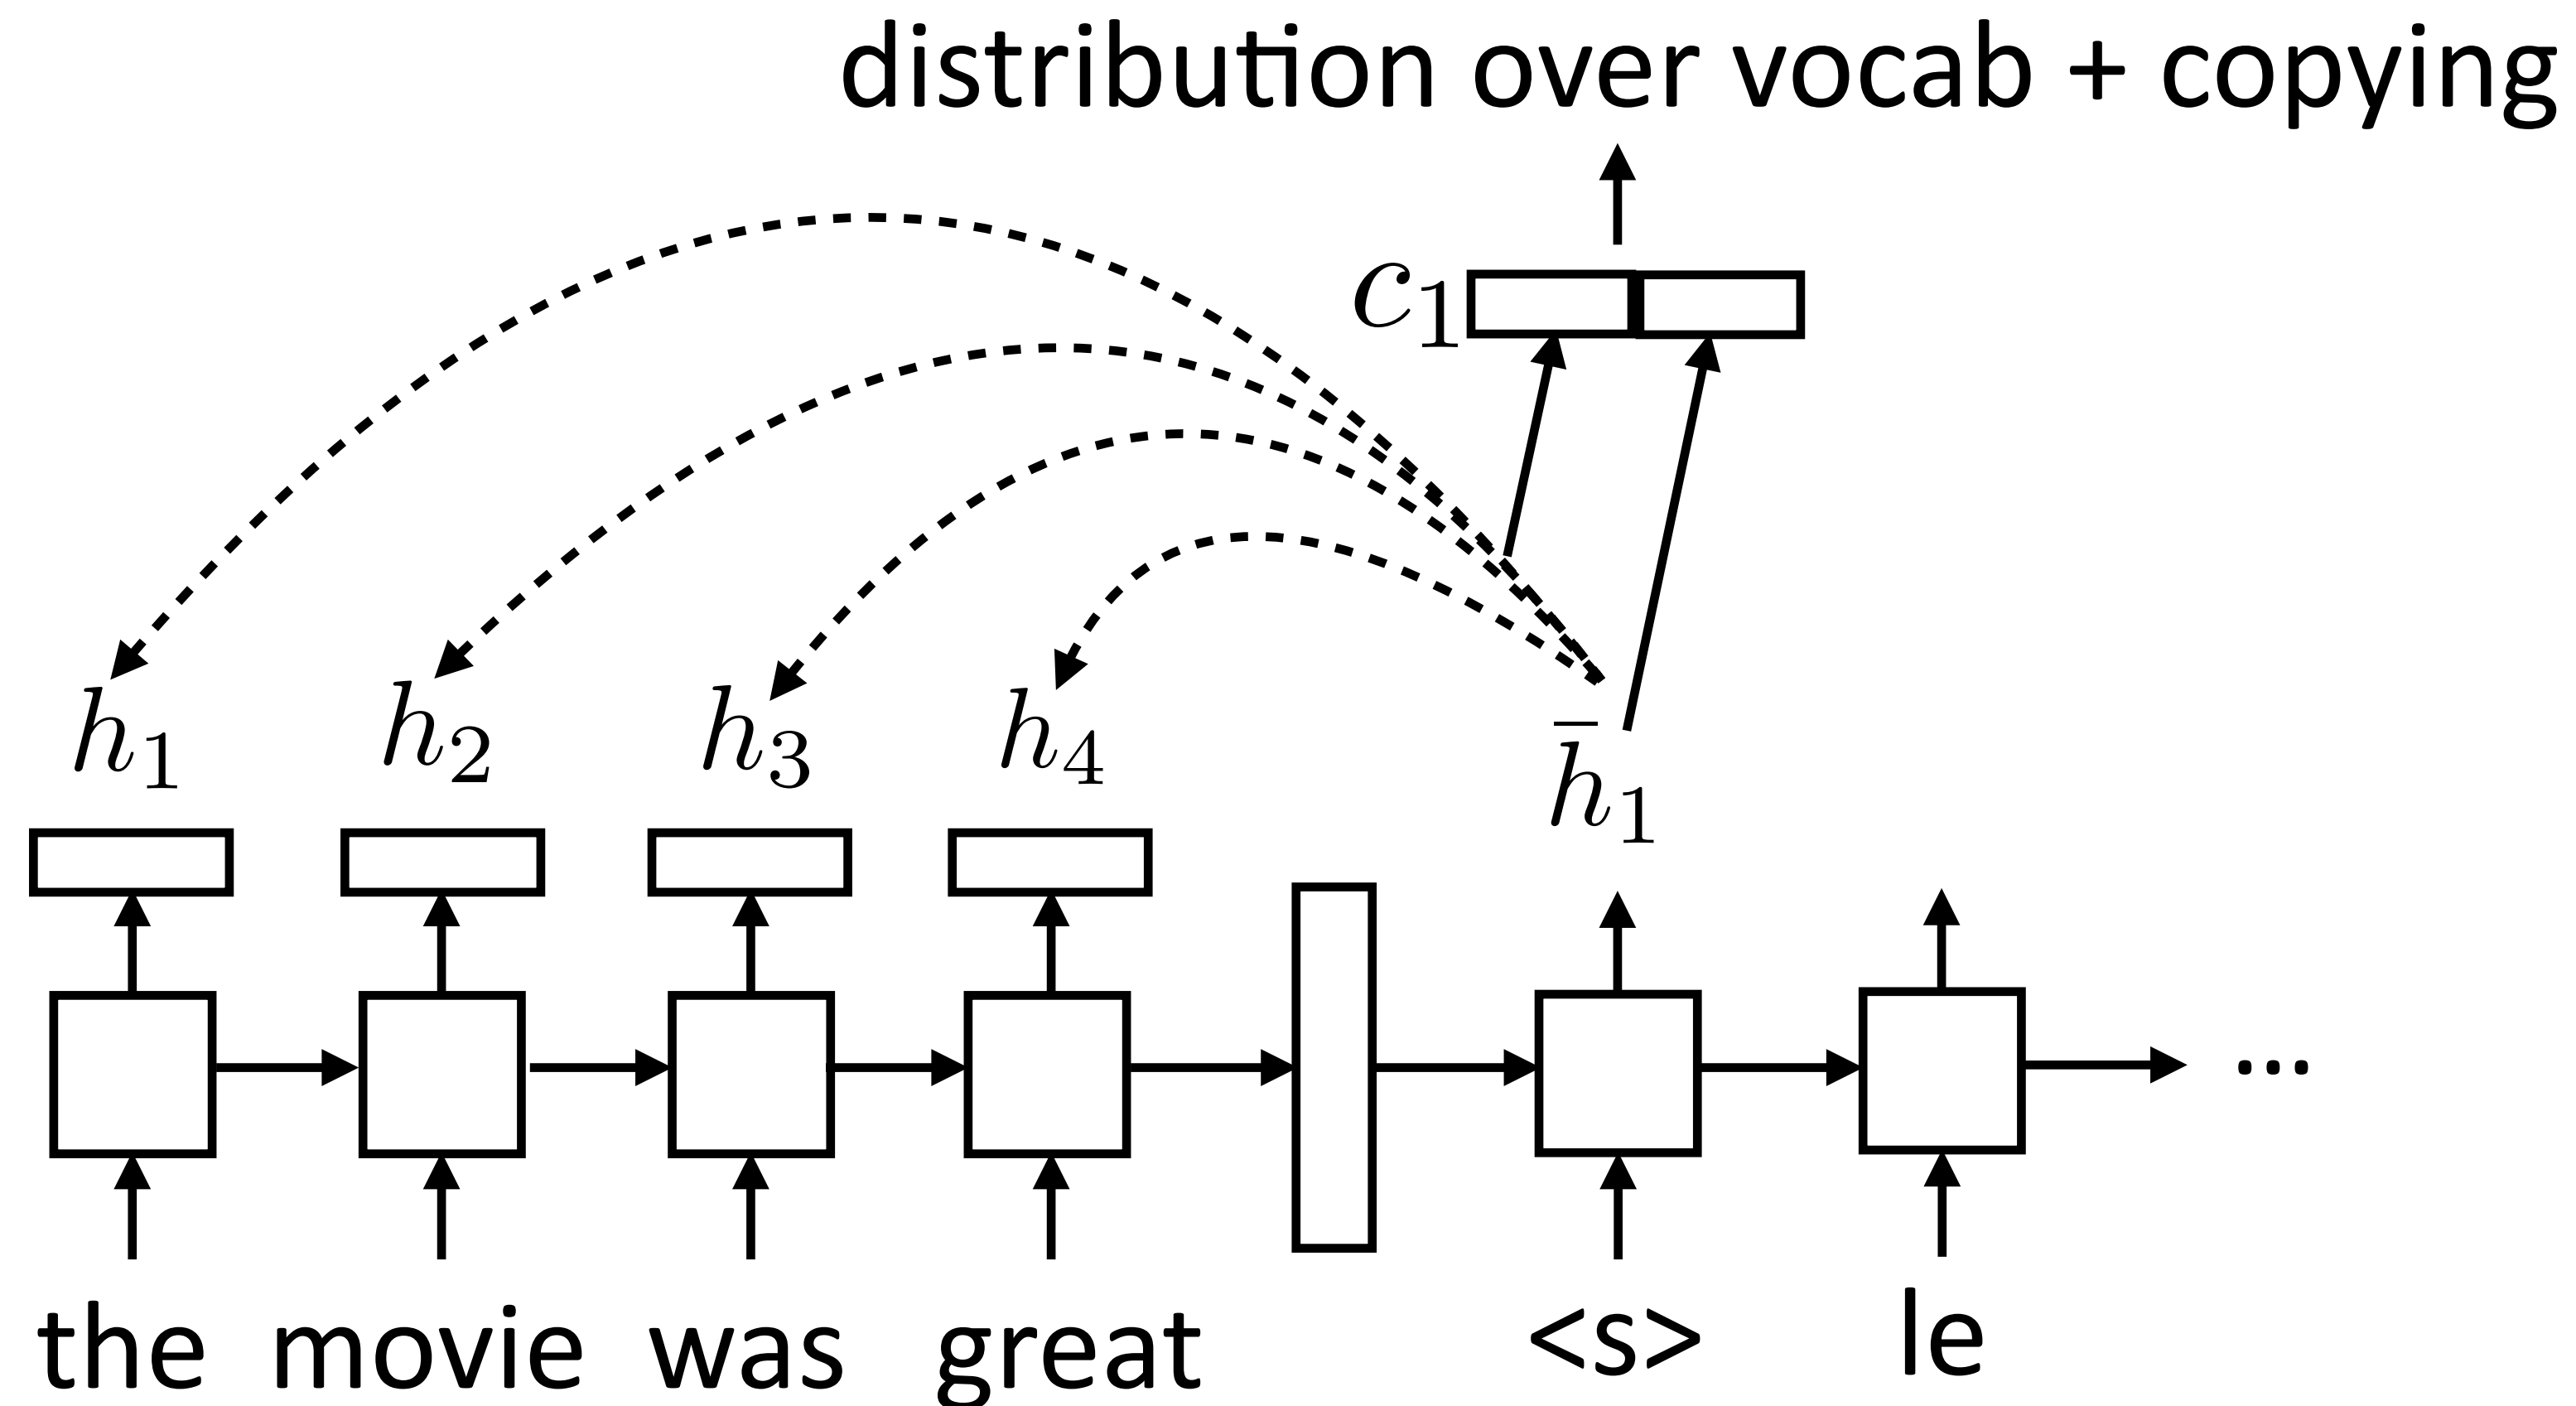 distribution over vocab + copying
c₁
h₁ h₂ h₃ h₄ h̄₁
...
the movie was great <s> le